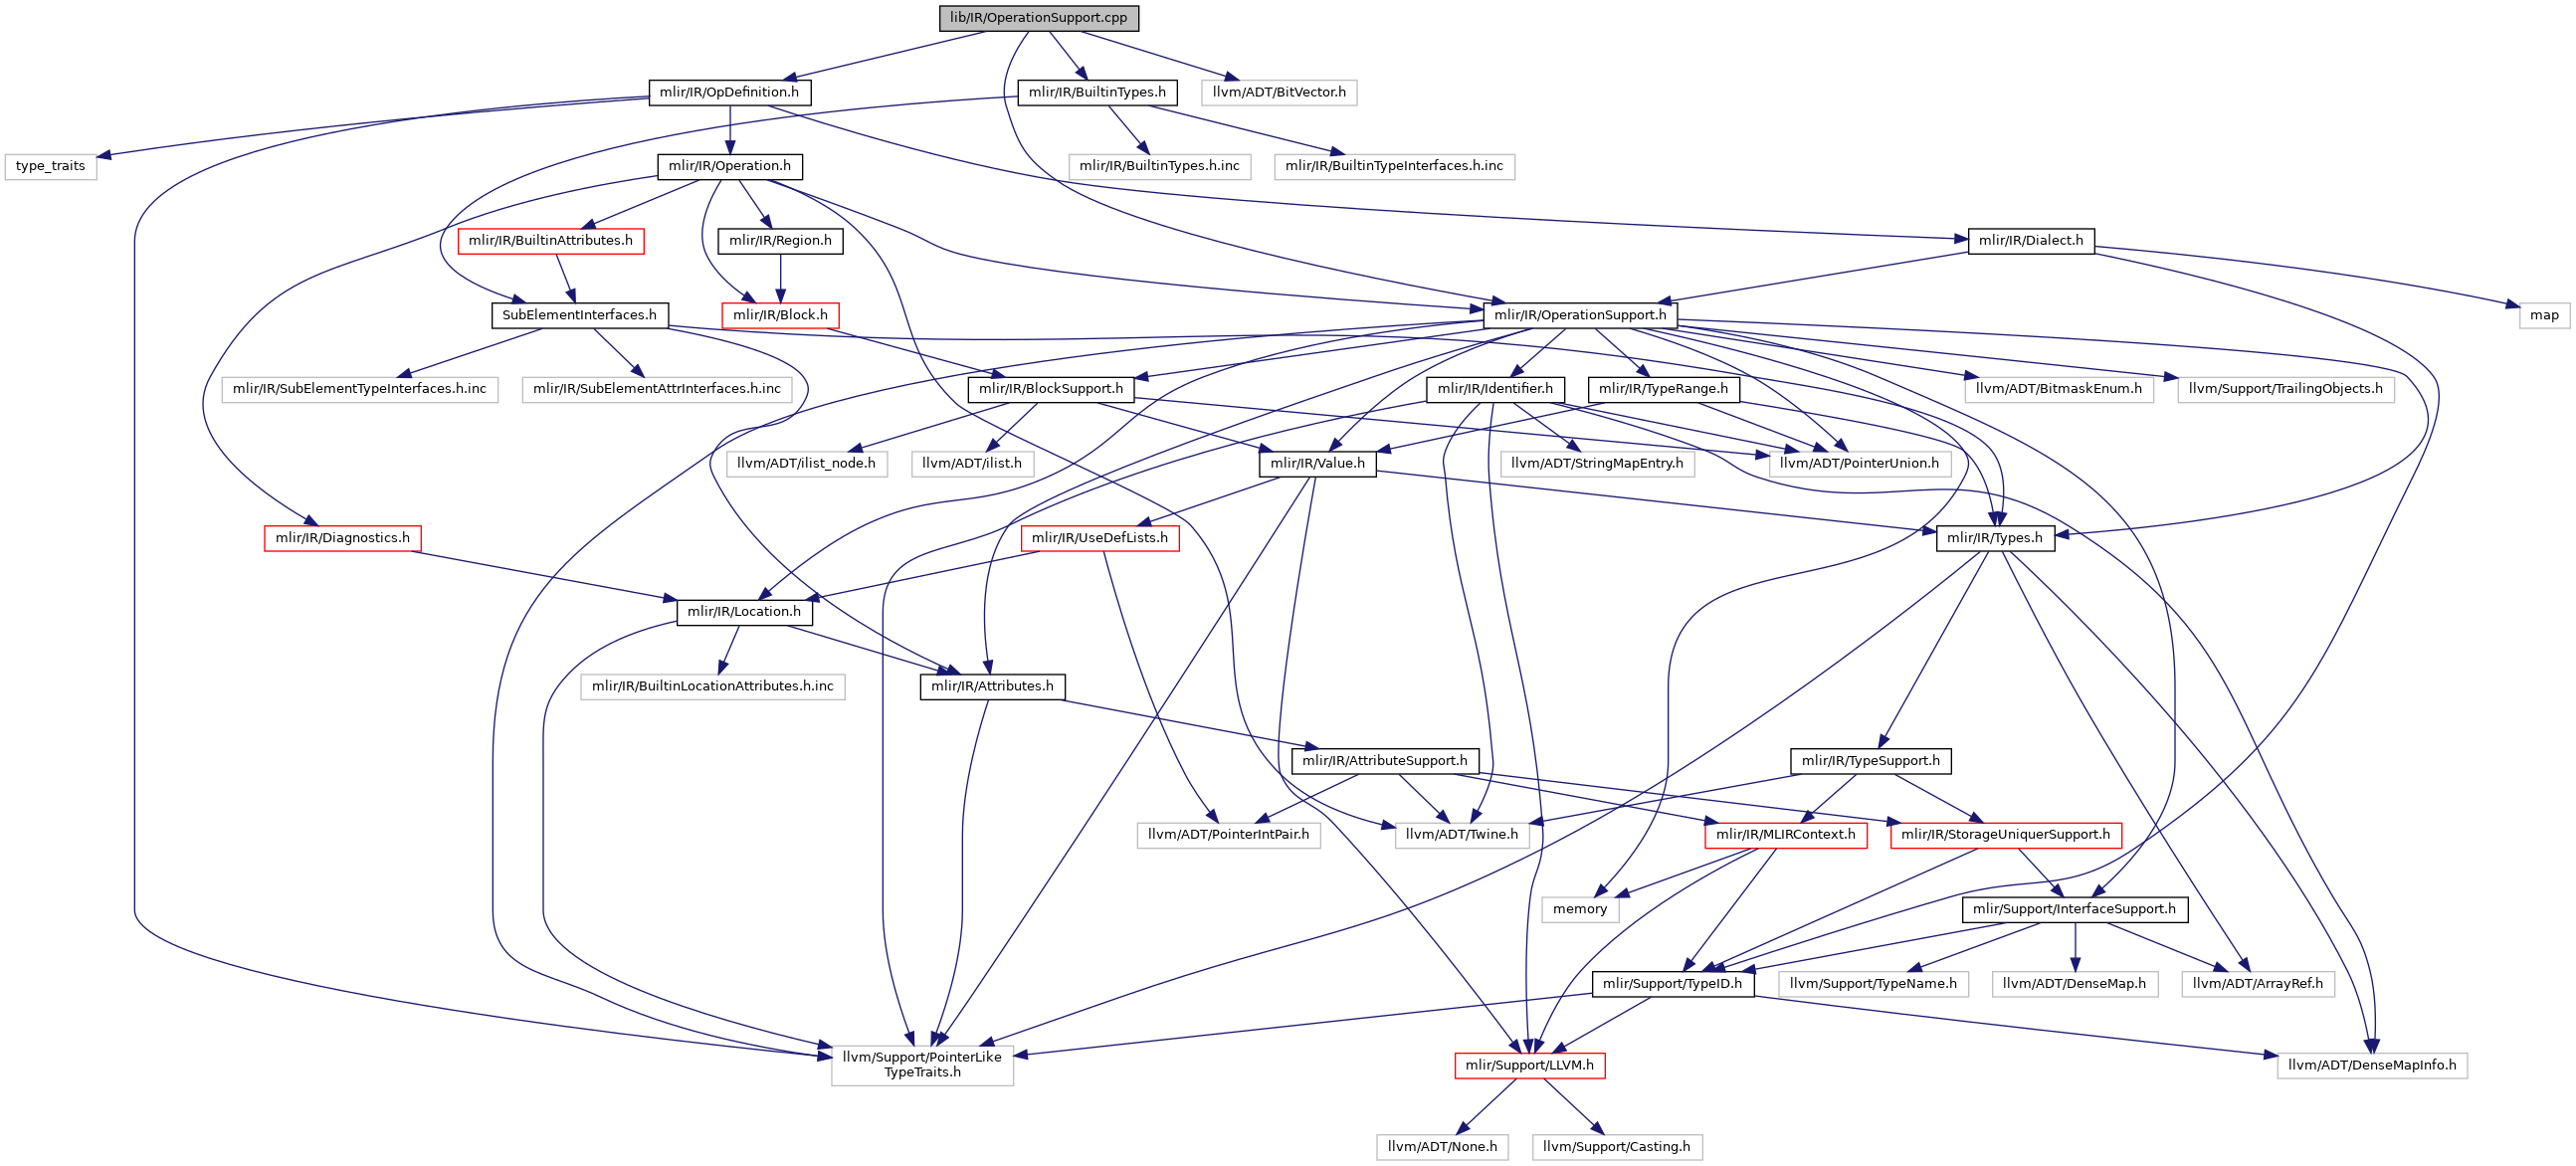 lib/IR/OperationSupport.cpp
mlir/IR/OpDefinition.h
mlir/IR/BuiltinTypes.h
llvm/ADT/BitVector.h
type_traits
mlir/IR/Operation.h
mlir/IR/BuiltinTypes.h.inc
mlir/IR/BuiltinTypeInterfaces.h.inc
mlir/IR/BuiltinAttributes.h
mlir/IR/Region.h
mlir/IR/Dialect.h
SubElementInterfaces.h
mlir/IR/Block.h
mlir/IR/OperationSupport.h
map
mlir/IR/SubElementTypeInterfaces.h.inc
mlir/IR/SubElementAttrInterfaces.h.inc
mlir/IR/BlockSupport.h
mlir/IR/Identifier.h
mlir/IR/TypeRange.h
llvm/ADT/BitmaskEnum.h
llvm/Support/TrailingObjects.h
llvm/ADT/ilist_node.h
llvm/ADT/ilist.h
mlir/IR/Value.h
llvm/ADT/StringMapEntry.h
llvm/ADT/PointerUnion.h
mlir/IR/Diagnostics.h
mlir/IR/UseDefLists.h
mlir/IR/Types.h
mlir/IR/Location.h
mlir/IR/BuiltinLocationAttributes.h.inc
mlir/IR/Attributes.h
mlir/IR/AttributeSupport.h
mlir/IR/TypeSupport.h
llvm/ADT/PointerIntPair.h
llvm/ADT/Twine.h
mlir/IR/MLIRContext.h
mlir/IR/StorageUniquerSupport.h
memory
mlir/Support/InterfaceSupport.h
mlir/Support/TypeID.h
llvm/Support/TypeName.h
llvm/ADT/DenseMap.h
llvm/ADT/ArrayRef.h
llvm/Support/PointerLike
TypeTraits.h
mlir/Support/LLVM.h
llvm/ADT/DenseMapInfo.h
llvm/ADT/None.h
llvm/Support/Casting.h